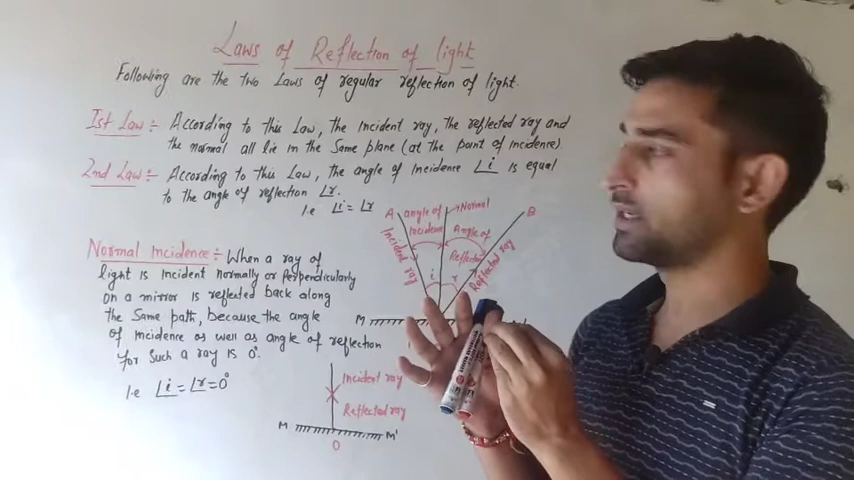 Laws of Reflection of light
Following are the two Laws of regular reflection of light.
Ist Law :- According to this Law, the incident ray, the reflected ray and
the normal all lie in the same plane (at the point of incidence).
2nd Law :- According to this Law, the angle of incidence ∠i is equal
to the angle of reflection ∠r.
i.e ∠i = ∠r
A angle of Incidence Normal B
Angle of Reflection
Incident ray
Reflected ray
i r
M
Normal incidence :- When a ray of
light is incident normally or perpendicularly
on a mirror is reflected back along
the same path, because the angle
of incidence as well as angle of reflection
for such a ray is 0°.
i.e ∠i = ∠r = 0°
Incident ray
Reflected ray
M M'
O